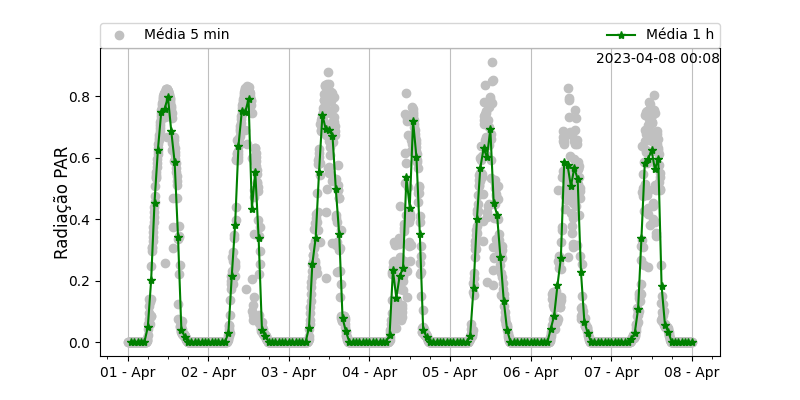 Média 5 min
Média 1 h
2023-04-08 00:08
Radiação PAR
0.8
0.6
0.4
0.2
0.0
01 - Apr
02 - Apr
03 - Apr
04 - Apr
05 - Apr
06 - Apr
07 - Apr
08 - Apr